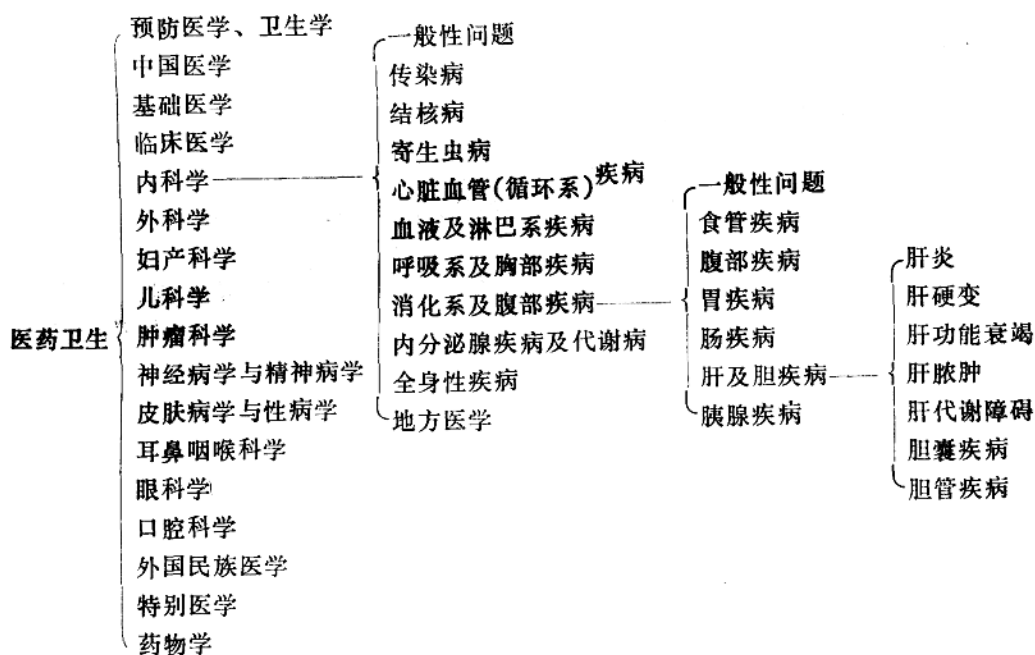 医药卫生
预防医学、卫生学
中国医学
基础医学
临床医学
内科学
外科学
妇产科学
儿科学
肿瘤科学
神经病学与精神病学
皮肤病学与性病学
耳鼻咽喉科学
眼科学
口腔科学
外国民族医学
特别医学
药物学
一般性问题
传染病
结核病
寄生虫病
心脏血管(循环系)疾病
血液及淋巴系疾病
呼吸系及胸部疾病
消化系及腹部疾病
内分泌腺疾病及代谢病
全身性疾病
地方医学
一般性问题
食管疾病
腹部疾病
胃疾病
肠疾病
肝及胆疾病
胰腺疾病
肝炎
肝硬变
肝功能衰竭
肝脓肿
肝代谢障碍
胆囊疾病
胆管疾病